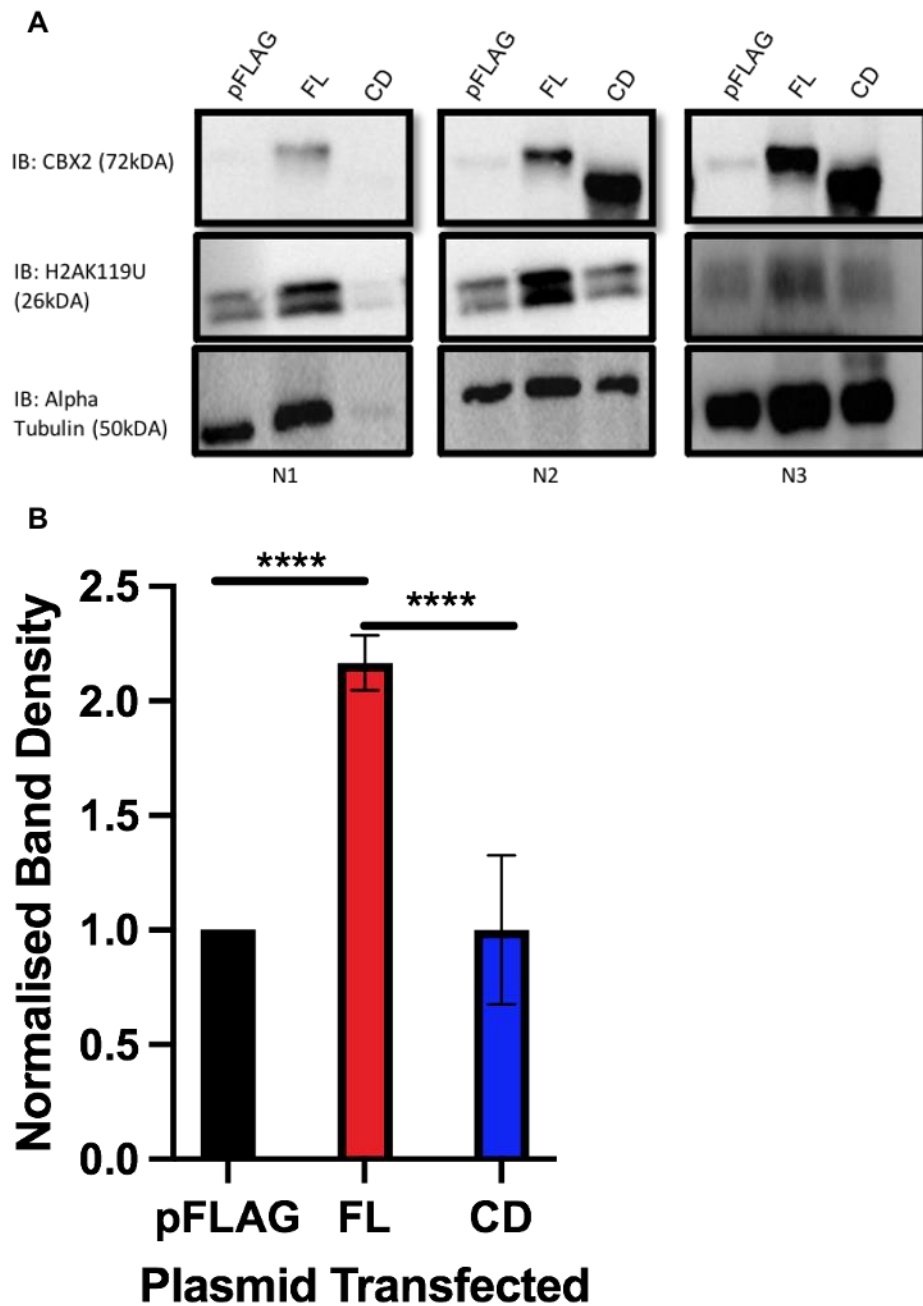 A
pFLAG FL CD pFLAG FL CD pFLAG FL CD
IB: CBX2 (72kDA)
IB: H2AK119U
(26kDA)
IB: Alpha
Tubulin (50kDA)
N1 N2 N3
B
**** ****
2.5
2.0
1.5
1.0
0.5
0.0
Normalised Band Density
pFLAG FL CD
Plasmid Transfected